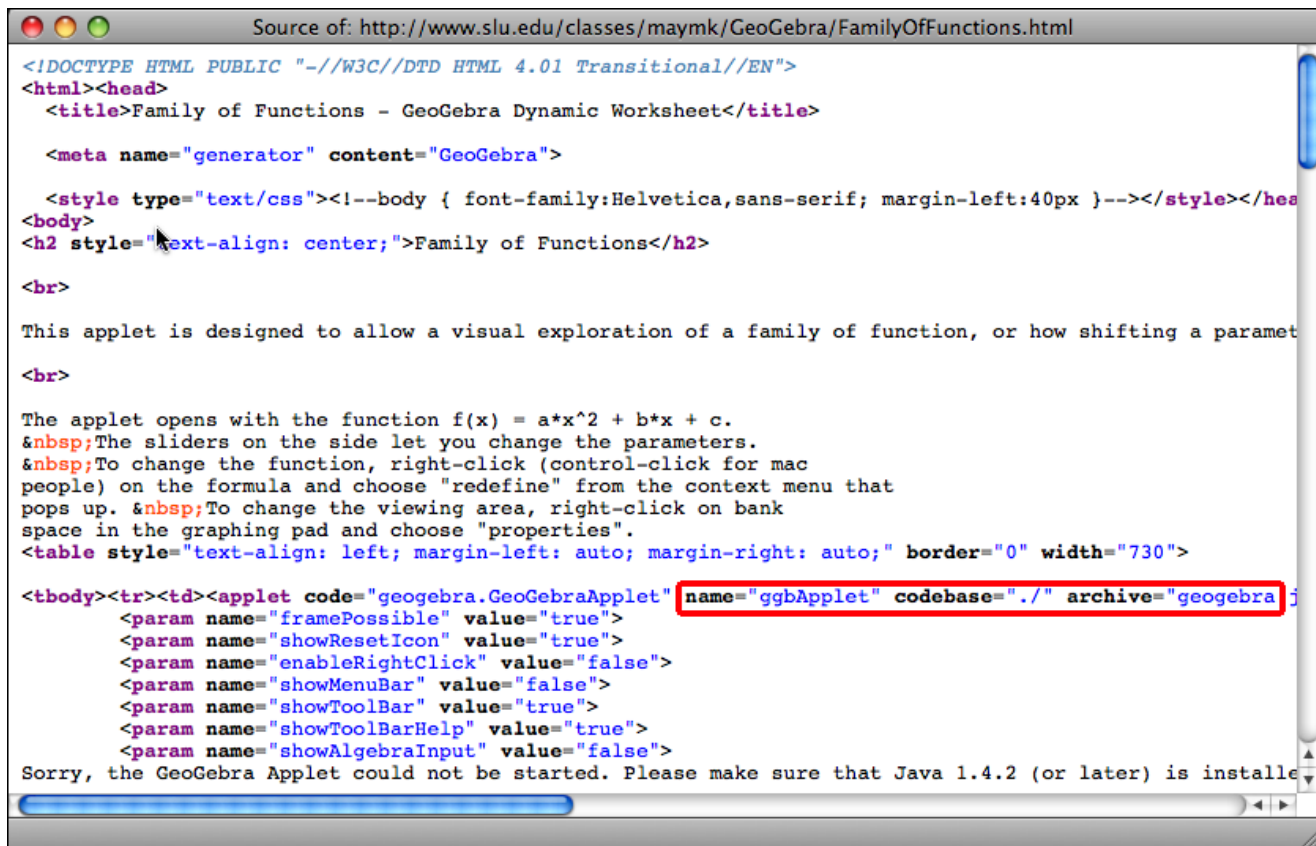 Source of: http://www.slu.edu/classes/maymk/GeoGebra/FamilyOfFunctions.html
<!DOCTYPE HTML PUBLIC "-//W3C//DTD HTML 4.01 Transitional//EN">
<html><head>
<title>Family of Functions - GeoGebra Dynamic Worksheet</title>
<meta name="generator" content="GeoGebra">
<style type="text/css"><!--body { font-family:Helvetica,sans-serif; margin-left:40px }--></style></hea
<body>
<h2 style="text-align: center;">Family of Functions</h2>
<br>
This applet is designed to allow a visual exploration of a family of function, or how shifting a paramet
<br>
The applet opens with the function f(x) = a*x^2 + b*x + c.
&nbsp;The sliders on the side let you change the parameters.
&nbsp;To change the function, right-click (control-click for mac
people) on the formula and choose "redefine" from the context menu that
pops up. &nbsp;To change the viewing area, right-click on bank
space in the graphing pad and choose "properties".
<table style="text-align: left; margin-left: auto; margin-right: auto;" border="0" width="730">
<tbody><tr><td><applet code="geogebra.GeoGebraApplet" name="ggbApplet" codebase="./" archive="geogebra.j
<param name="framePossible" value="true">
<param name="showResetIcon" value="true">
<param name="enableRightClick" value="false">
<param name="showMenuBar" value="false">
<param name="showToolBar" value="true">
<param name="showToolBarHelp" value="true">
<param name="showAlgebraInput" value="false">
Sorry, the GeoGebra Applet could not be started. Please make sure that Java 1.4.2 (or later) is installe